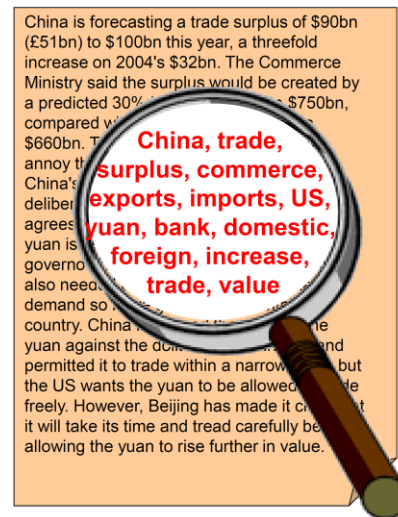 China is forecasting a trade surplus of $90bn
(£51bn) to $100bn this year, a threefold
increase on 2004's $32bn. The Commerce
Ministry said the surplus would be created by
a predicted 30% $750bn,
compared
$660bn.
annoy
China's
agrees
yuan is
also
demand so
country. China
yuan against the
permitted it to trade within a narrow but
the US wants the yuan to be allowed
freely. However, Beijing has made it
it will take its time and tread carefully
allowing the yuan to rise further in value.
China, trade,
surplus, commerce,
exports, imports, US,
yuan, bank, domestic,
foreign, increase,
trade, value